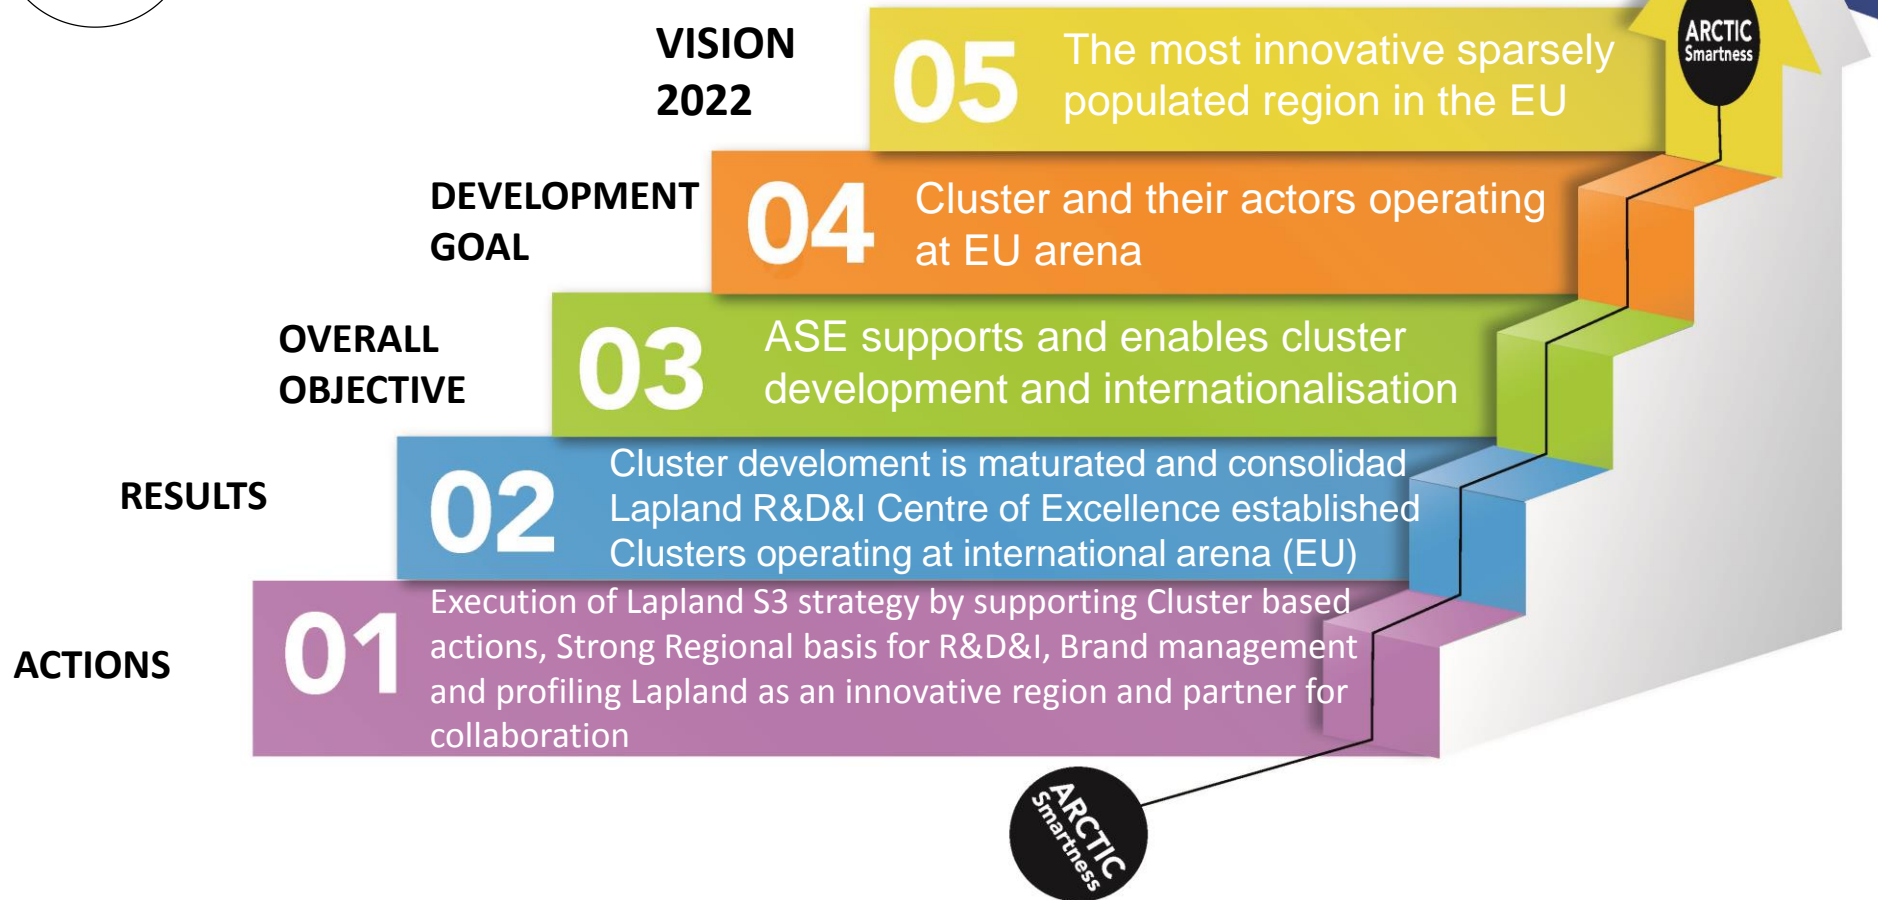 VISION
2022
05
The most innovative sparsely
populated region in the EU
ARCTIC
Smartness
DEVELOPMENT
GOAL
04
Cluster and their actors operating
at EU arena
OVERALL
OBJECTIVE
03
ASE supports and enables cluster
development and internationalisation
RESULTS
02
Cluster develoment is maturated and consolidad
Lapland R&D&I Centre of Excellence established
Clusters operating at international arena (EU)
ACTIONS
01
Execution of Lapland S3 strategy by supporting Cluster based
actions, Strong Regional basis for R&D&I, Brand management
and profiling Lapland as an innovative region and partner for
collaboration
ARCTIC
Smartness